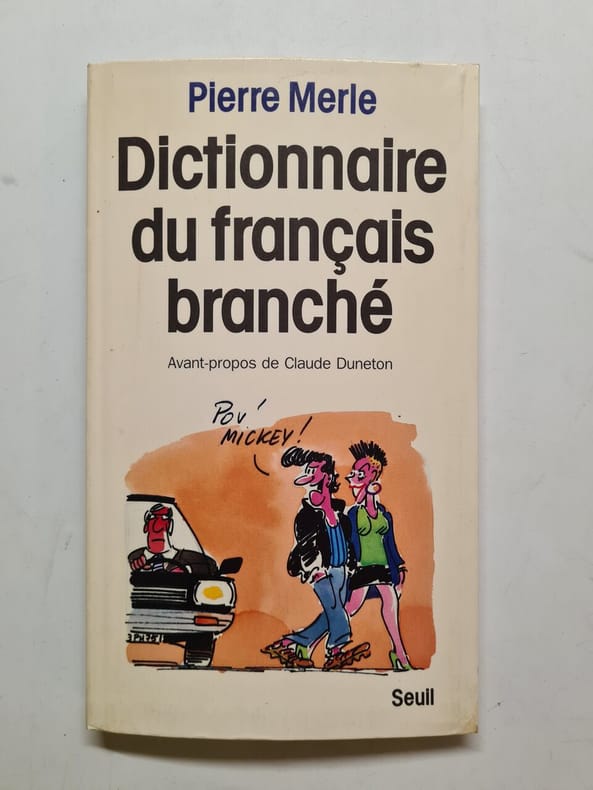 Pierre Merle
Dictionnaire
du français
branché
Avant-propos de Claude Duneton
Pov'
MICKEY!
Seuil